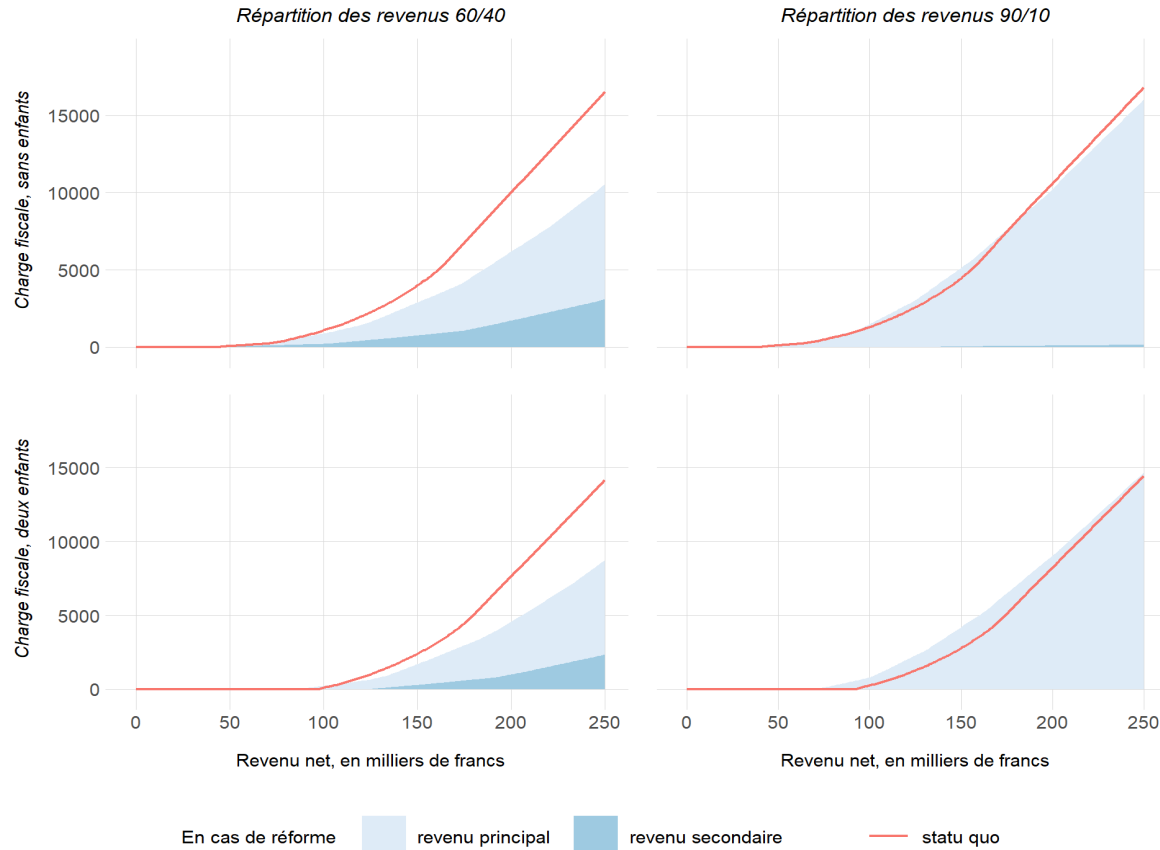 Répartition des revenus 60/40
Répartition des revenus 90/10
Charge fiscale, sans enfants
15000
10000
5000
0
Charge fiscale, deux enfants
15000
10000
5000
0
0 50 100 150 200 250
0 50 100 150 200 250
Revenu net, en milliers de francs
Revenu net, en milliers de francs
En cas de réforme revenu principal revenu secondaire statu quo